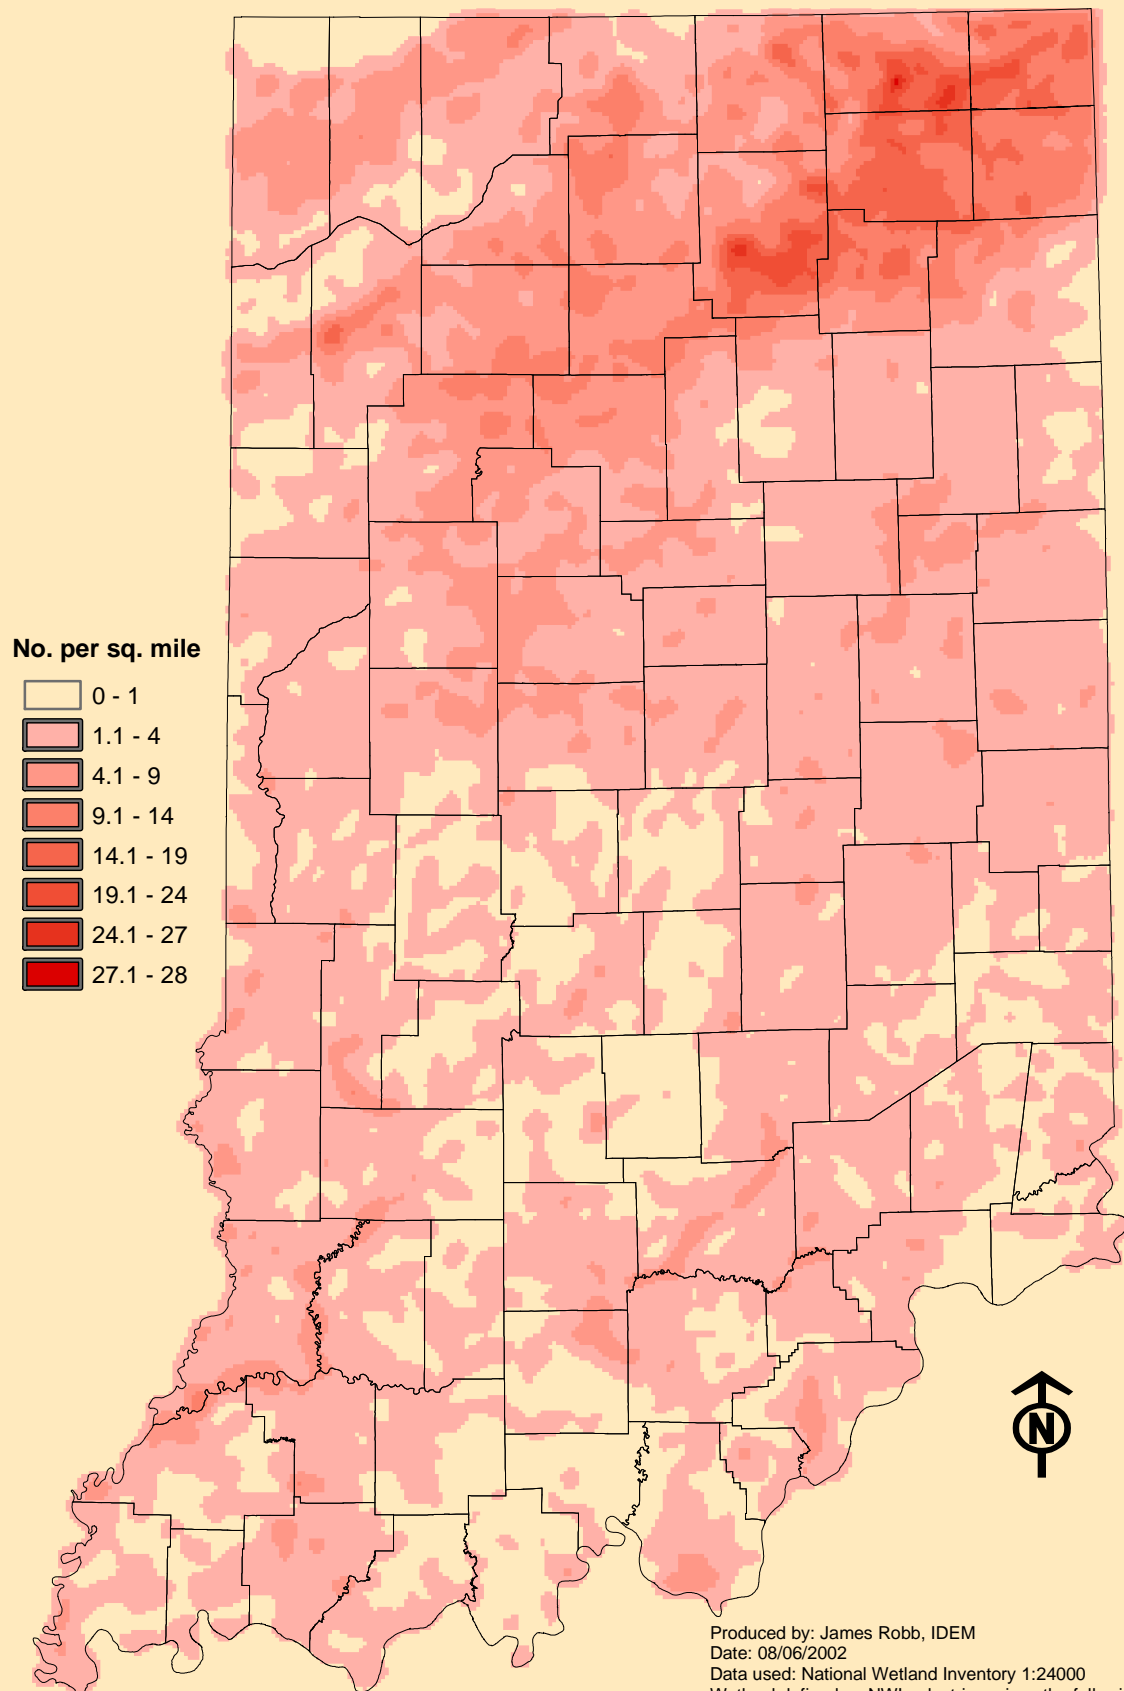 No. per sq. mile
0 - 1
1.1 - 4
4.1 - 9
9.1 - 14
14.1 - 19
19.1 - 24
24.1 - 27
27.1 - 28
N
Produced by: James Robb, IDEM
Date: 08/06/2002
Data used: National Wetland Inventory 1:24000